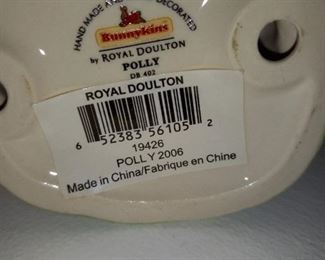 HAND MADE AND DECORATED
Bunnykins
by ROYAL DOULTON
POLLY
DB 402
ROYAL DOULTON
6 52383 56105 2
19426
POLLY 2006
Made in China/Fabrique en Chine